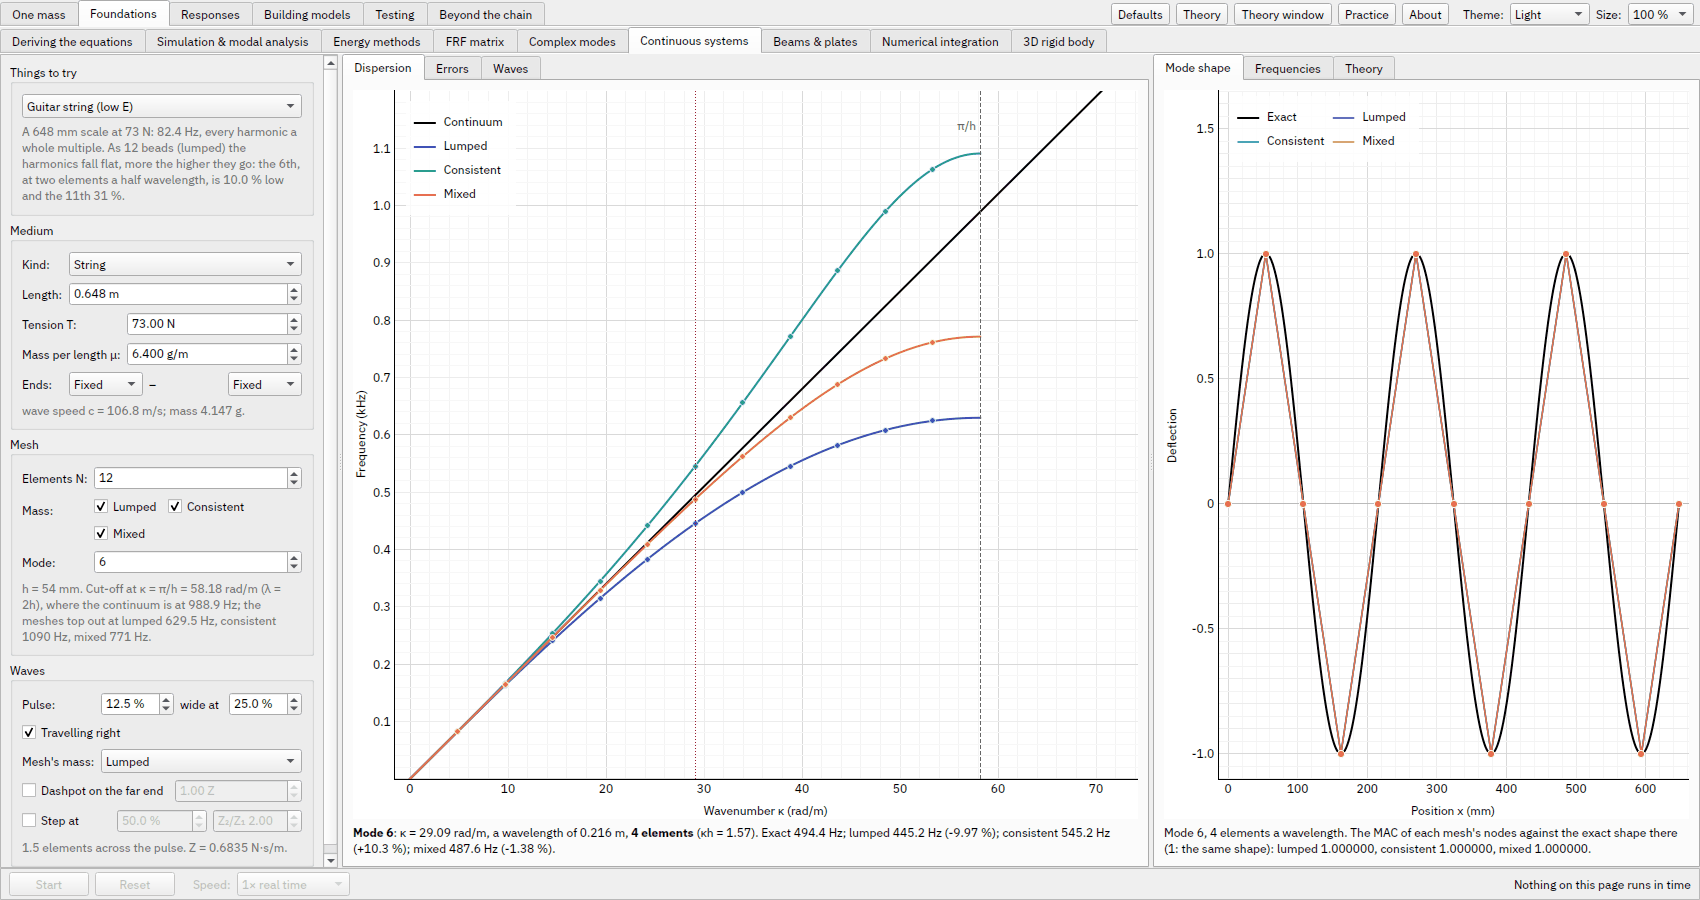 One mass
Foundations
Responses
Building models
Testing
Beyond the chain
Defaults
Theory
Theory window
Practice
About
Theme:
Light
Size:
100 %
Deriving the equations
Simulation & modal analysis
Energy methods
FRF matrix
Complex modes
Continuous systems
Beams & plates
Numerical integration
3D rigid body
Things to try
Guitar string (low E)
A 648 mm scale at 73 N: 82.4 Hz, every harmonic a
whole multiple. As 12 beads (lumped) the
harmonics fall flat, more the higher they go: the 6th,
at two elements a half wavelength, is 10.0 % low
and the 11th 31 %.
Medium
Kind:
String
Length:
0.648 m
Tension T:
73.00 N
Mass per length μ:
6.400 g/m
Ends:
Fixed
–
Fixed
wave speed c = 106.8 m/s; mass 4.147 g.
Mesh
Elements N:
12
Mass:
Lumped
Consistent
Mixed
Mode:
6
h = 54 mm. Cut-off at κ = π/h = 58.18 rad/m (λ =
2h), where the continuum is at 988.9 Hz; the
meshes top out at lumped 629.5 Hz, consistent
1090 Hz, mixed 771 Hz.
Waves
Pulse:
12.5 %
wide at
25.0 %
Travelling right
Mesh's mass:
Lumped
Dashpot on the far end
1.00 Z
Step at
50.0 %
Z₂/Z₁ 2.00
1.5 elements across the pulse. Z = 0.6835 N·s/m.
Dispersion
Errors
Waves
Continuum
Lumped
Consistent
Mixed
π/h
1.1
1.0
0.9
0.8
0.7
0.6
0.5
0.4
0.3
0.2
0.1
Frequency (kHz)
0
10
20
30
40
50
60
70
Wavenumber κ (rad/m)
Mode 6: κ = 29.09 rad/m, a wavelength of 0.216 m, 4 elements (κh = 1.57). Exact 494.4 Hz; lumped 445.2 Hz (-9.97 %); consistent 545.2 Hz
(+10.3 %); mixed 487.6 Hz (-1.38 %).
Mode shape
Frequencies
Theory
Exact
Lumped
Consistent
Mixed
1.5
1.0
0.5
0
-0.5
-1.0
Deflection
0
100
200
300
400
500
600
Position x (mm)
Mode 6, 4 elements a wavelength. The MAC of each mesh's nodes against the exact shape there
(1: the same shape): lumped 1.000000, consistent 1.000000, mixed 1.000000.
Start
Reset
Speed:
1× real time
Nothing on this page runs in time